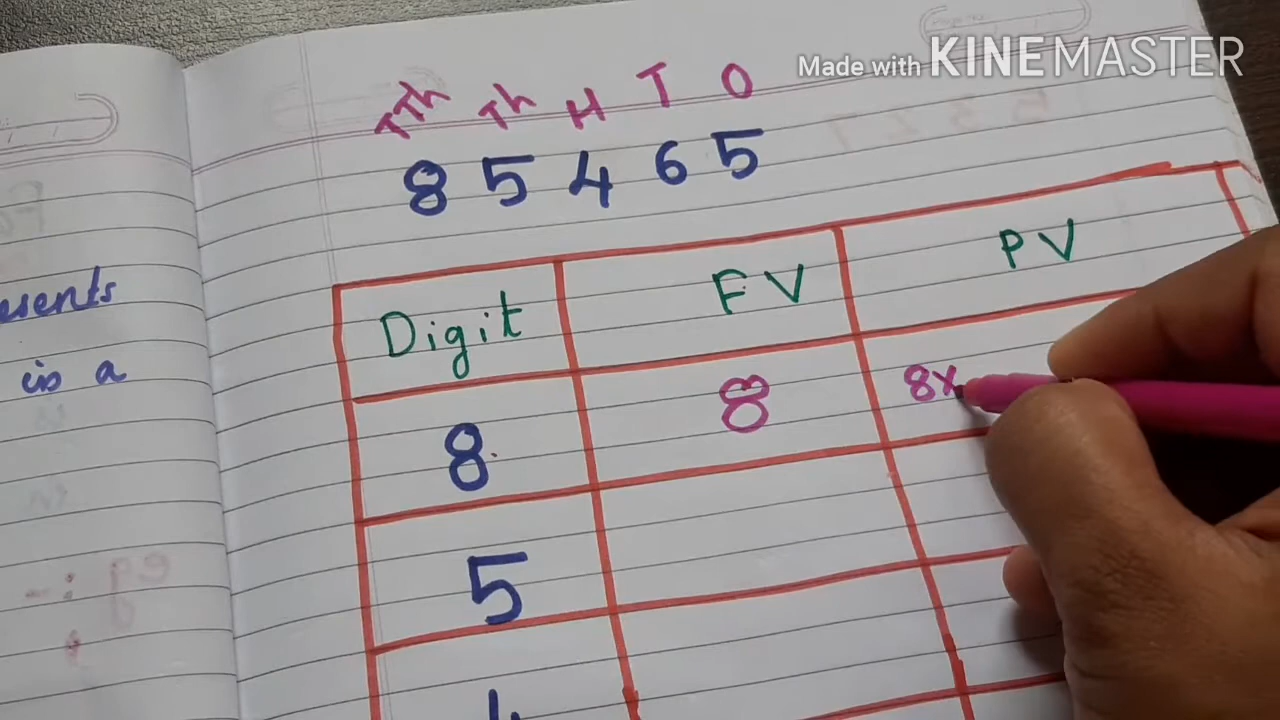 Made with KINEMASTER
TTh Th H T O
8 5 4 6 5
Digit FV PV
8 8 8x
5
esents
is a
eg :-